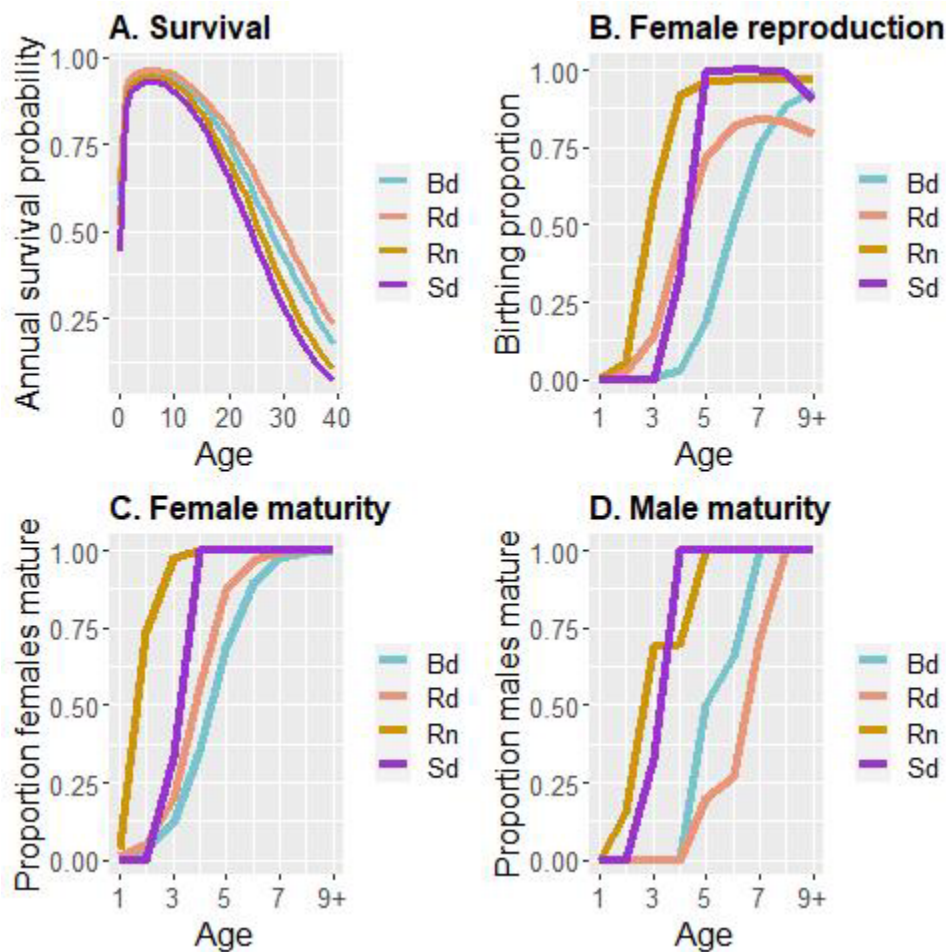 A. Survival
Annual survival probability
1.00
0.75
0.50
0.25
0
10
20
30
40
Age
Bd
Rd
Rn
Sd
B. Female reproduction
Birthing proportion
1.00
0.75
0.50
0.25
0.00
1
3
5
7
9+
Age
Bd
Rd
Rn
Sd
C. Female maturity
Proportion females mature
1.00
0.75
0.50
0.25
0.00
1
3
5
7
9+
Age
Bd
Rd
Rn
Sd
D. Male maturity
Proportion males mature
1.00
0.75
0.50
0.25
0.00
1
3
5
7
9+
Age
Bd
Rd
Rn
Sd